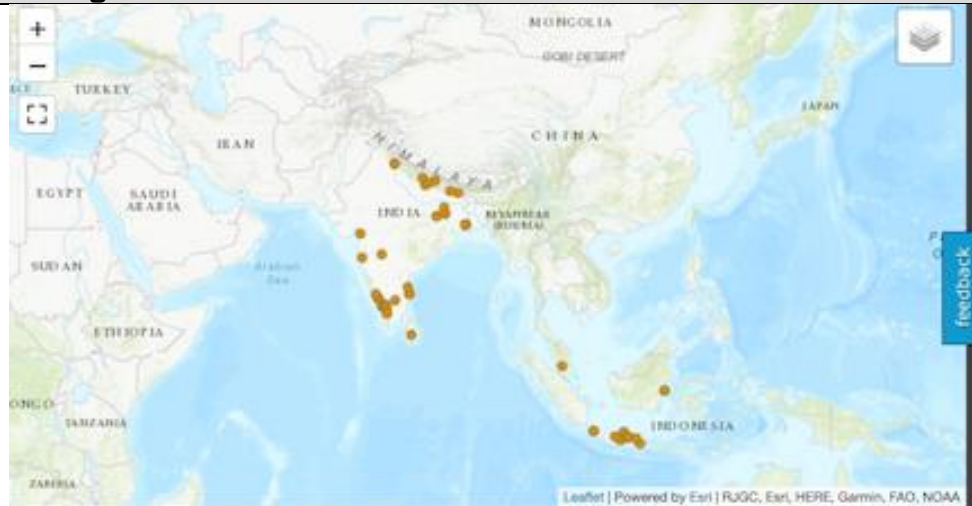 MONGOLIA
GOBI DESERT
+
−
TURKEY
JAPAN
IRAN
CHINA
HIMALAYA
EGYPT
SAUDI
ARABIA
INDIA
MYANMAR
(BURMA)
SUDAN
Arabian
Sea
feedback
ETHIOPIA
TANZANIA
INDONESIA
ZAMBIA
Leaflet | Powered by Esri | RJGC, Esri, HERE, Garmin, FAO, NOAA